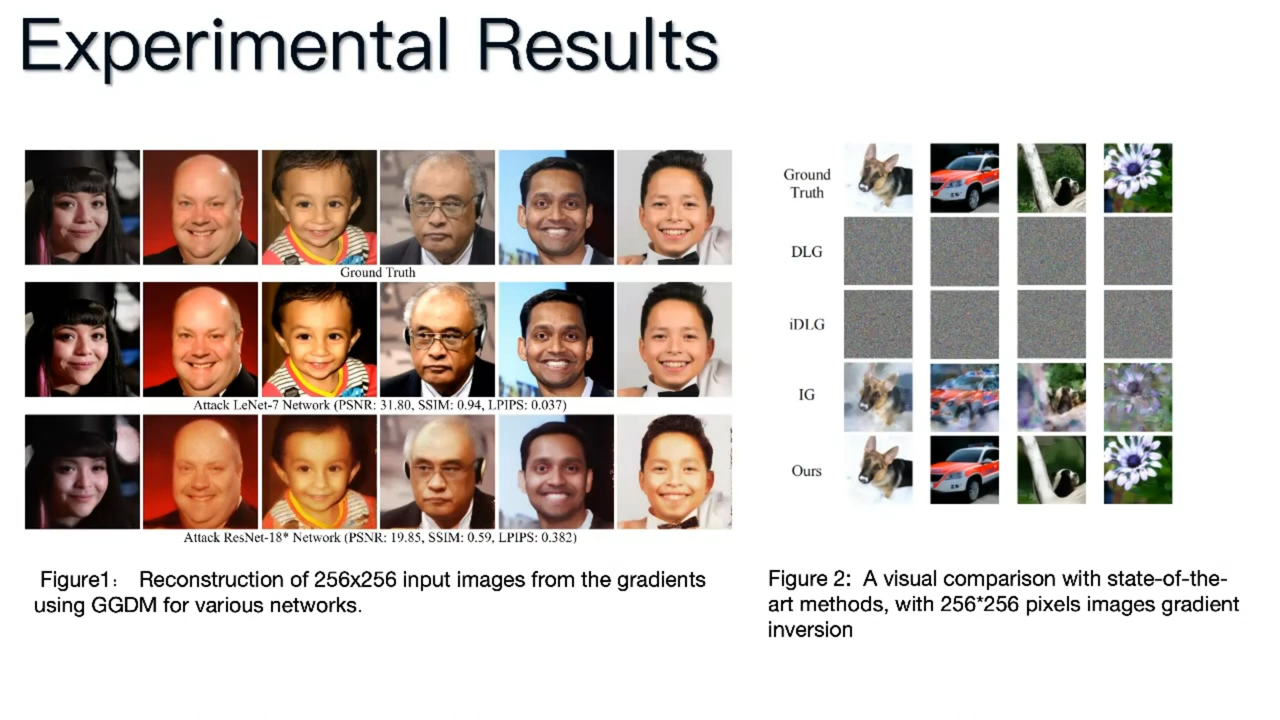 Experimental Results
Ground Truth
Attack LeNet-7 Network (PSNR: 31.80, SSIM: 0.94, LPIPS: 0.037)
Attack ResNet-18* Network (PSNR: 19.85, SSIM: 0.59, LPIPS: 0.382)
Figure1: Reconstruction of 256x256 input images from the gradients
using GGDM for various networks.
Ground
Truth
DLG
iDLG
IG
Ours
Figure 2: A visual comparison with state-of-the-
art methods, with 256*256 pixels images gradient
inversion